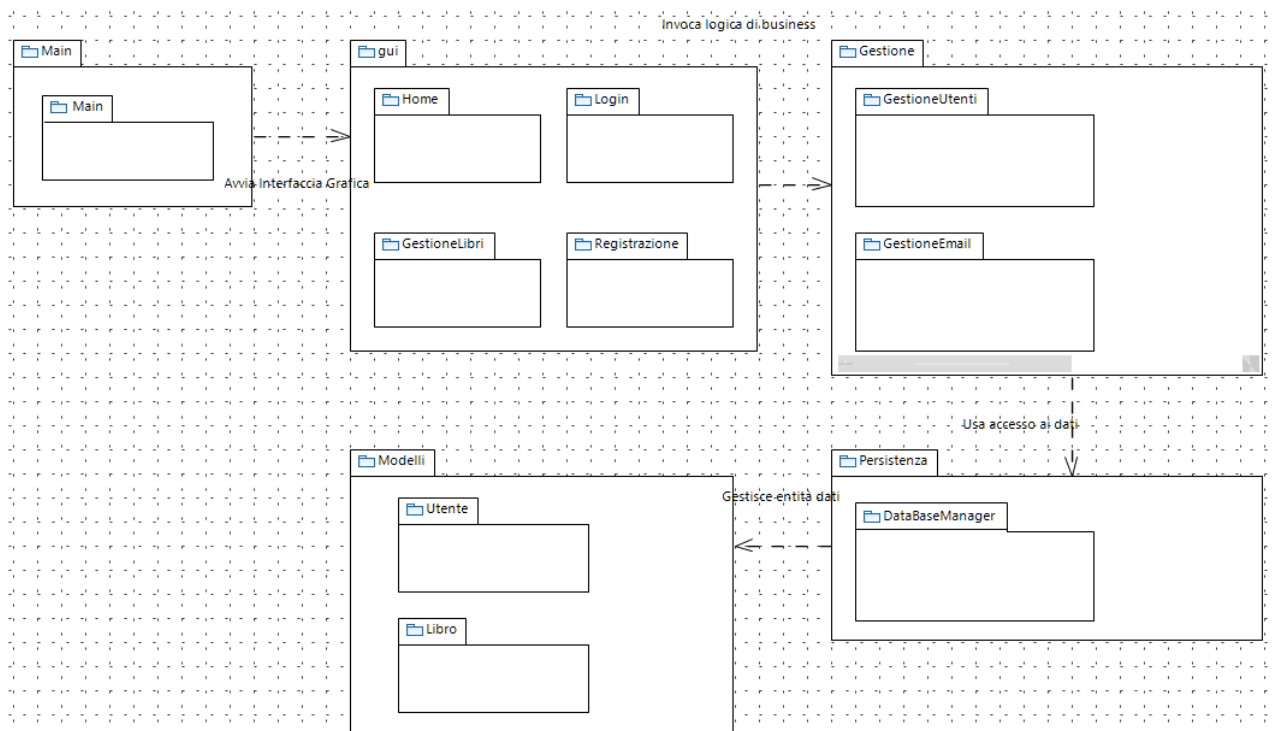 Invoca logica di business
Main
gui
Gestione
Main
Home
Login
GestioneUtenti
Avvia Interfaccia Grafica
GestioneLibri
Registrazione
GestioneEmail
Usa accesso ai dati
Modelli
Persistenza
Gestisce entità dati
Utente
DataBaseManager
Libro